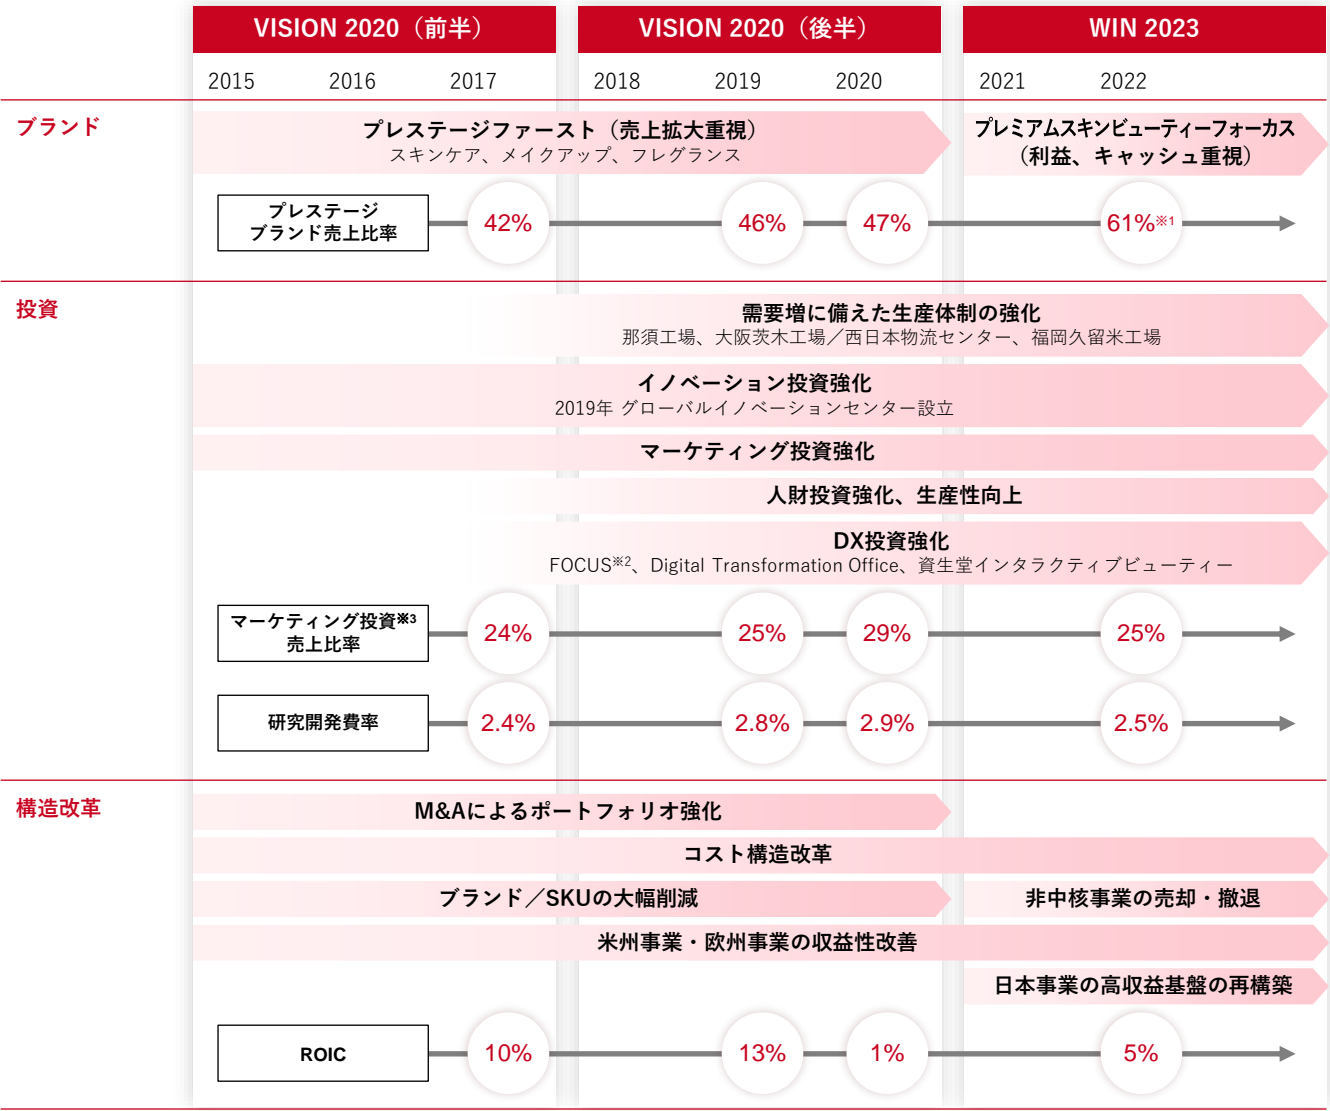 VISION 2020（前半）
VISION 2020（後半）
WIN 2023
2015
2016
2017
2018
2019
2020
2021
2022
ブランド
プレステージファースト（売上拡大重視）
スキンケア、メイクアップ、フレグランス
プレミアムスキンビューティーフォーカス
（利益、キャッシュ重視）
プレステージ
ブランド売上比率
42%
46%
47%
61%※1
投資
需要増に備えた生産体制の強化
那須工場、大阪茨木工場／西日本物流センター、福岡久留米工場
イノベーション投資強化
2019年 グローバルイノベーションセンター設立
マーケティング投資強化
人財投資強化、生産性向上
DX投資強化
FOCUS※2、Digital Transformation Office、資生堂インタラクティブビューティー
マーケティング投資※3
売上比率
24%
25%
29%
25%
研究開発費率
2.4%
2.8%
2.9%
2.5%
構造改革
M&Aによるポートフォリオ強化
コスト構造改革
ブランド／SKUの大幅削減
非中核事業の売却・撤退
米州事業・欧州事業の収益性改善
日本事業の高収益基盤の再構築
ROIC
10%
13%
1%
5%